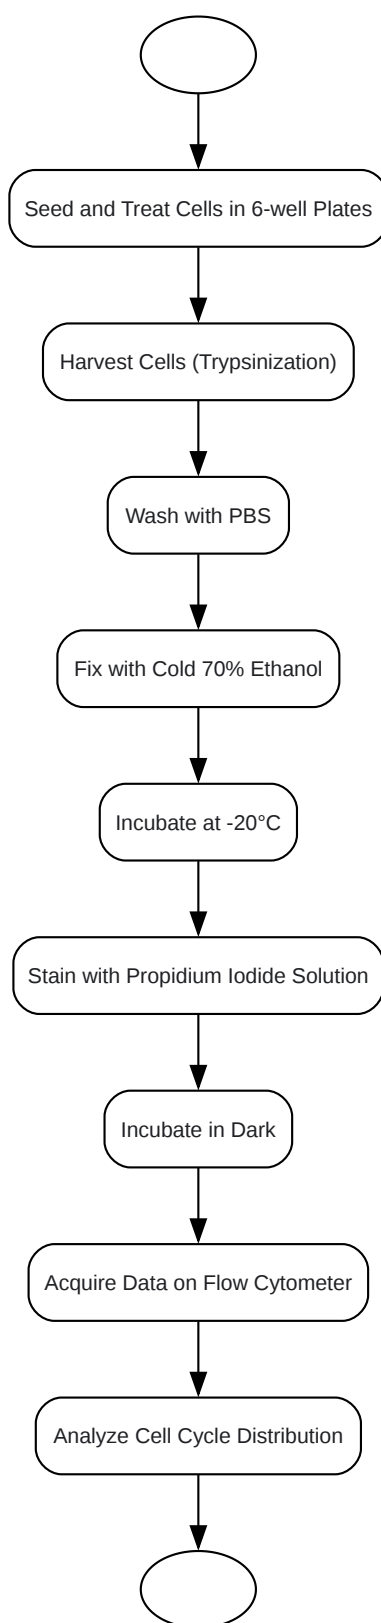 Seed and Treat Cells in 6-well Plates
Harvest Cells (Trypsinization)
Wash with PBS
Fix with Cold 70% Ethanol
Incubate at -20°C
Stain with Propidium Iodide Solution
Incubate in Dark
Acquire Data on Flow Cytometer
Analyze Cell Cycle Distribution